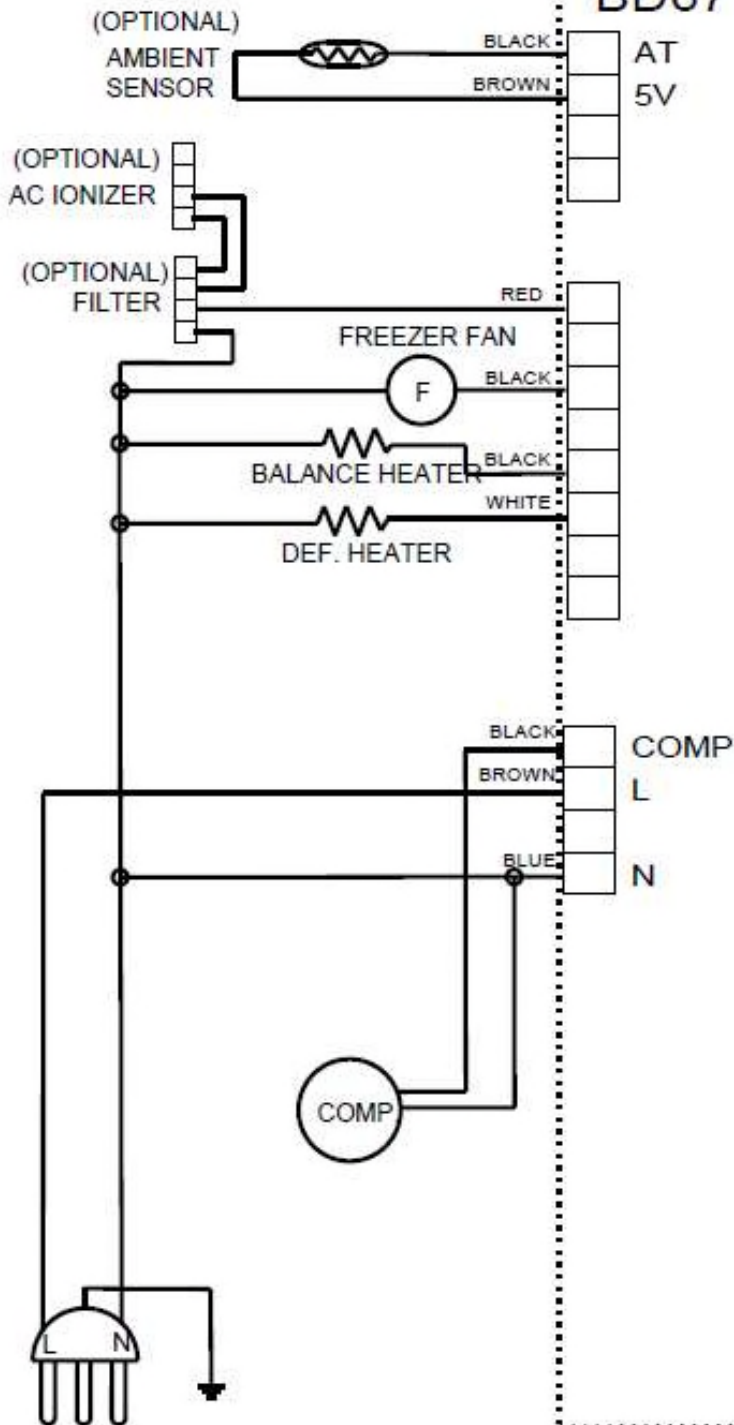 (OPTIONAL)
AMBIENT
SENSOR
BLACK
AT
BROWN
5V
(OPTIONAL)
AC IONIZER
(OPTIONAL)
FILTER
RED
FREEZER FAN
F
BLACK
BALANCE HEATER
BLACK
WHITE
DEF. HEATER
BLACK
COMP
BROWN
L
BLUE
N
COMP
L
N